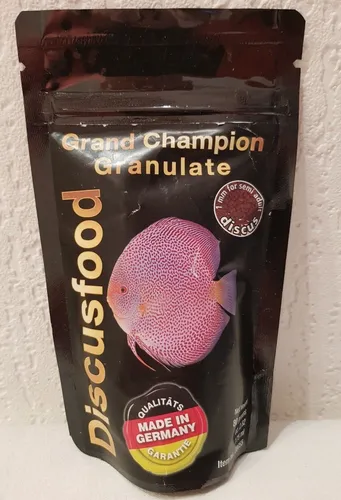 Grand Champion
Granulate
1 mm for semi adult
discus
Discusfood
QUALITÄTS
MADE IN
GERMANY
GARANTIE